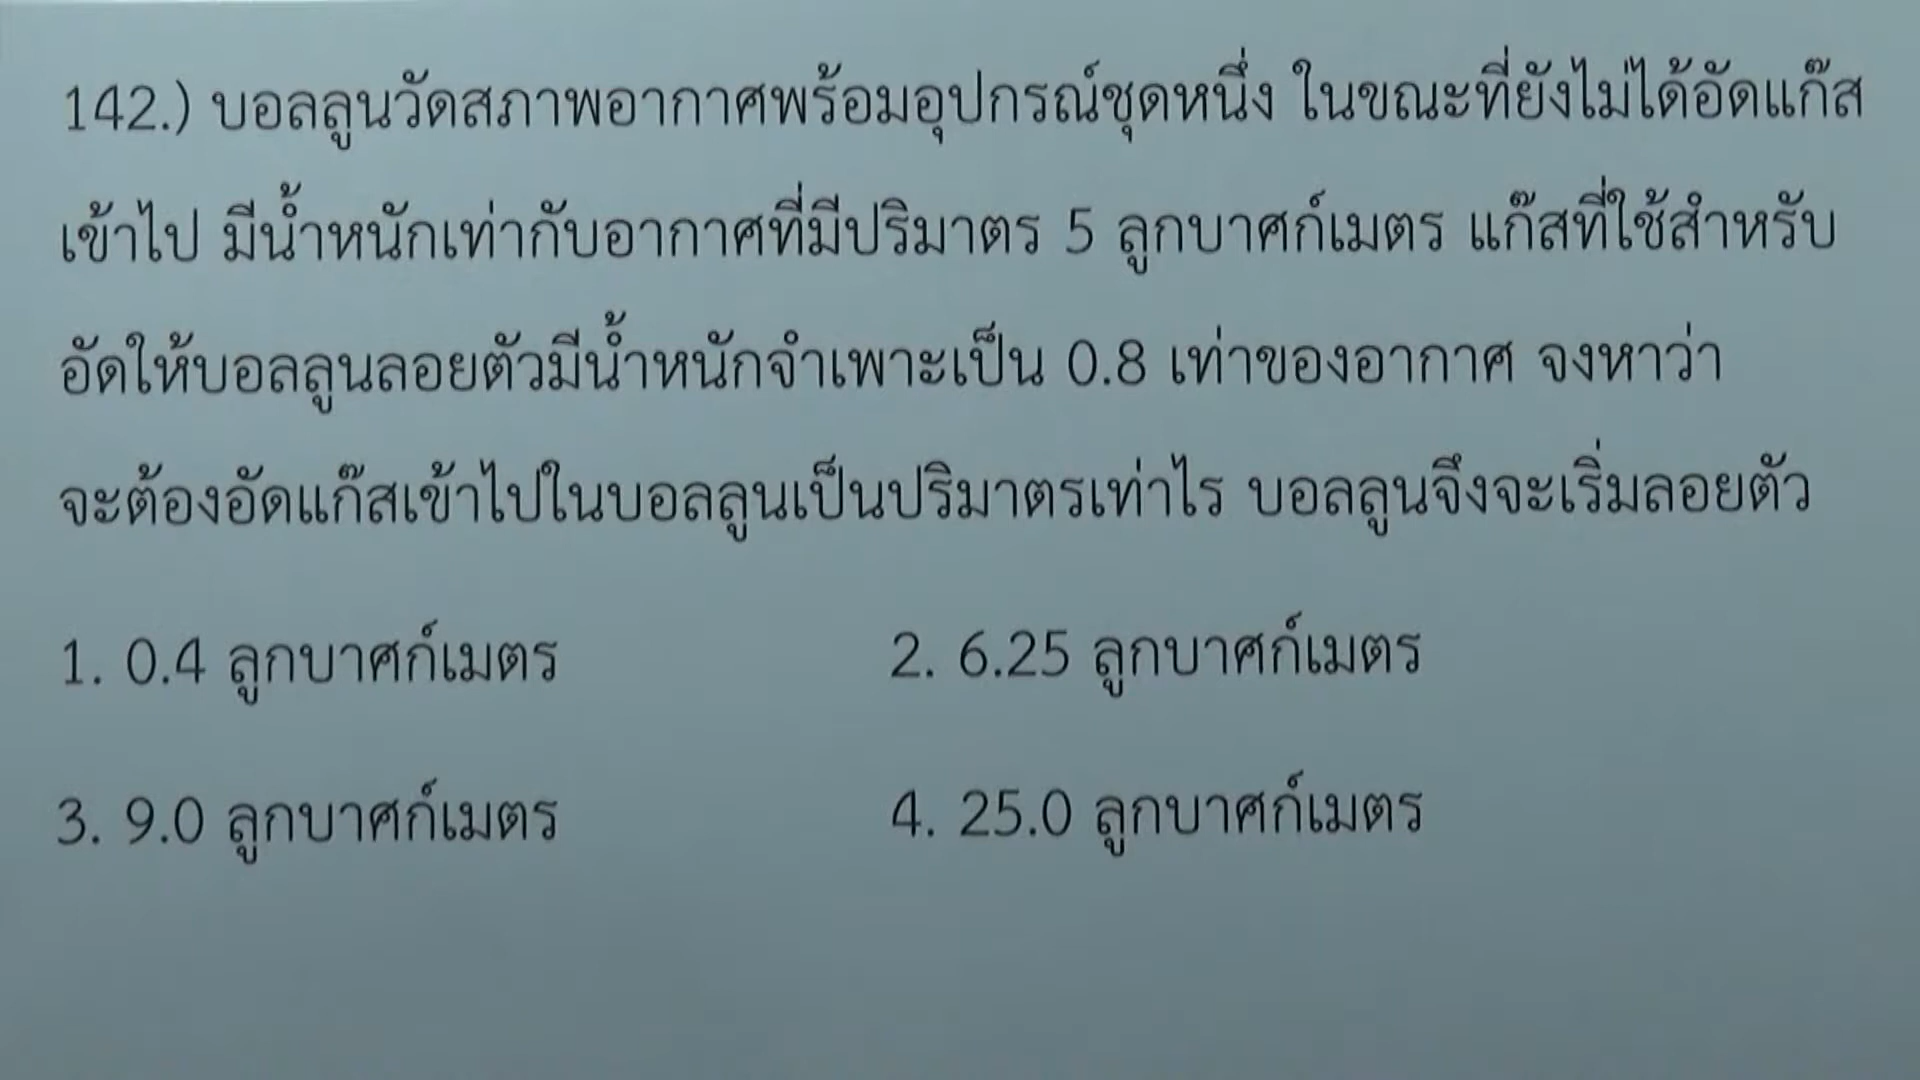 142.) บอลลูนวัดสภาพอากาศพร้อมอุปกรณ์ชุดหนึ่ง ในขณะที่ยังไม่ได้อัดแก๊ส
เข้าไป มีน้ำหนักเท่ากับอากาศที่มีปริมาตร 5 ลูกบาศก์เมตร แก๊สที่ใช้สำหรับ
อัดให้บอลลูนลอยตัวมีน้ำหนักจำเพาะเป็น 0.8 เท่าของอากาศ จงหาว่า
จะต้องอัดแก๊สเข้าไปในบอลลูนเป็นปริมาตรเท่าไร บอลลูนจึงจะเริ่มลอยตัว
1. 0.4 ลูกบาศก์เมตร 2. 6.25 ลูกบาศก์เมตร
3. 9.0 ลูกบาศก์เมตร 4. 25.0 ลูกบาศก์เมตร